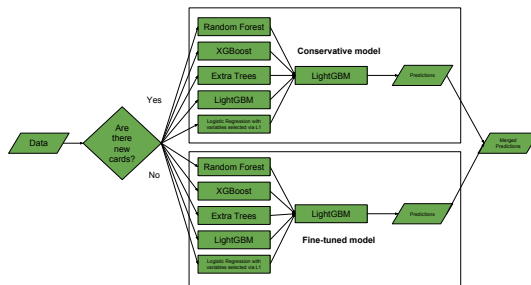 Data
Are
there
new
cards?
Yes
No
Random Forest
XGBoost
Extra Trees
LightGBM
Logistic Regression with
variables selected via L1
Conservative model
LightGBM
Predictions
Random Forest
XGBoost
Extra Trees
LightGBM
Logistic Regression with
variables selected via L1
LightGBM
Fine-tuned model
Predictions
Merged
Predictions